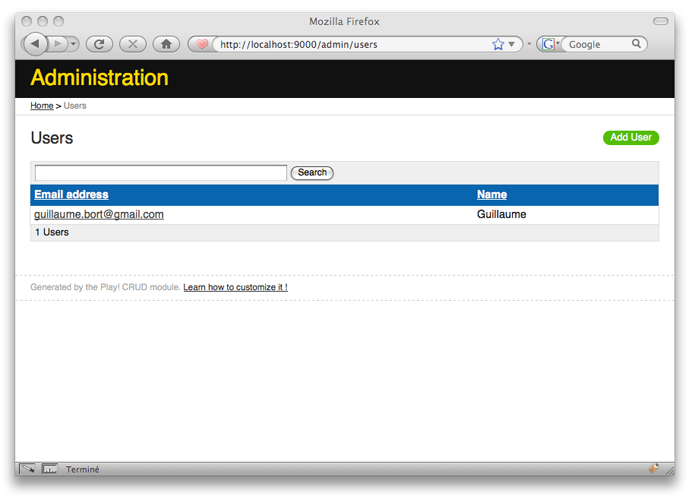 Mozilla Firefox
http://localhost:9000/admin/users
Google
Administration
Home > Users
Users
Add User
Search
Email address Name
guillaume.bort@gmail.com Guillaume
1 Users
Generated by the Play! CRUD module. Learn how to customize it !
Terminé